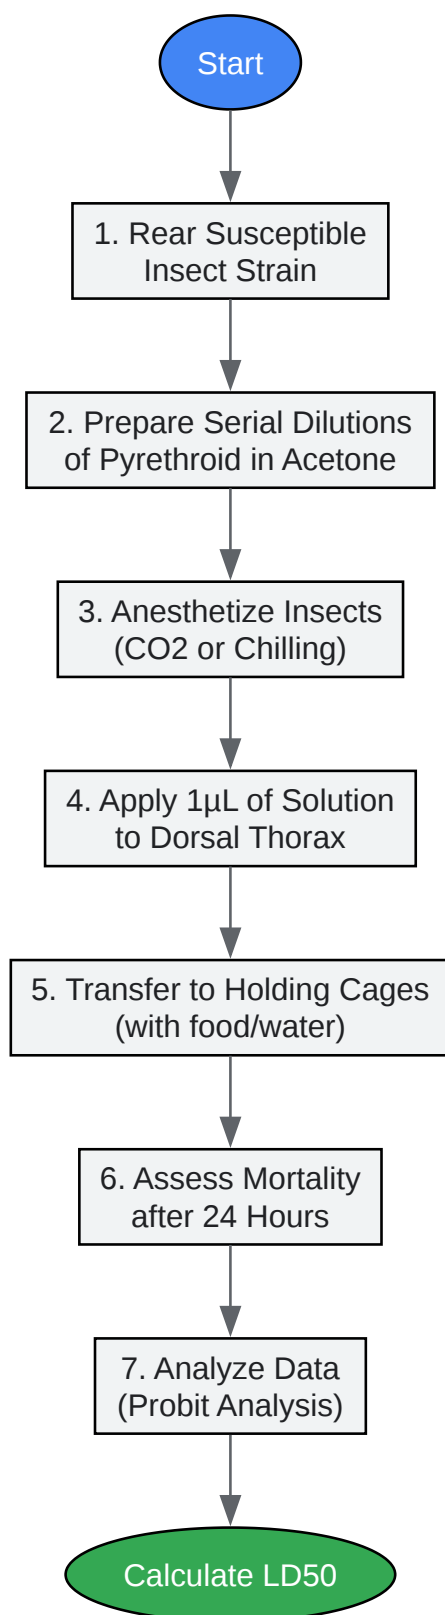 Start
1. Rear Susceptible
Insect Strain
2. Prepare Serial Dilutions
of Pyrethroid in Acetone
3. Anesthetize Insects
(CO2 or Chilling)
4. Apply 1µL of Solution
to Dorsal Thorax
5. Transfer to Holding Cages
(with food/water)
6. Assess Mortality
after 24 Hours
7. Analyze Data
(Probit Analysis)
Calculate LD50